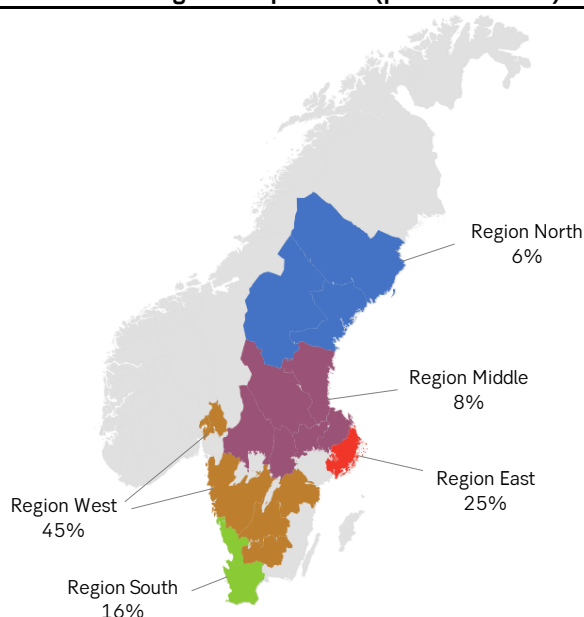 Region North
6%
Region Middle
8%
Region East
25%
Region West
45%
Region South
16%